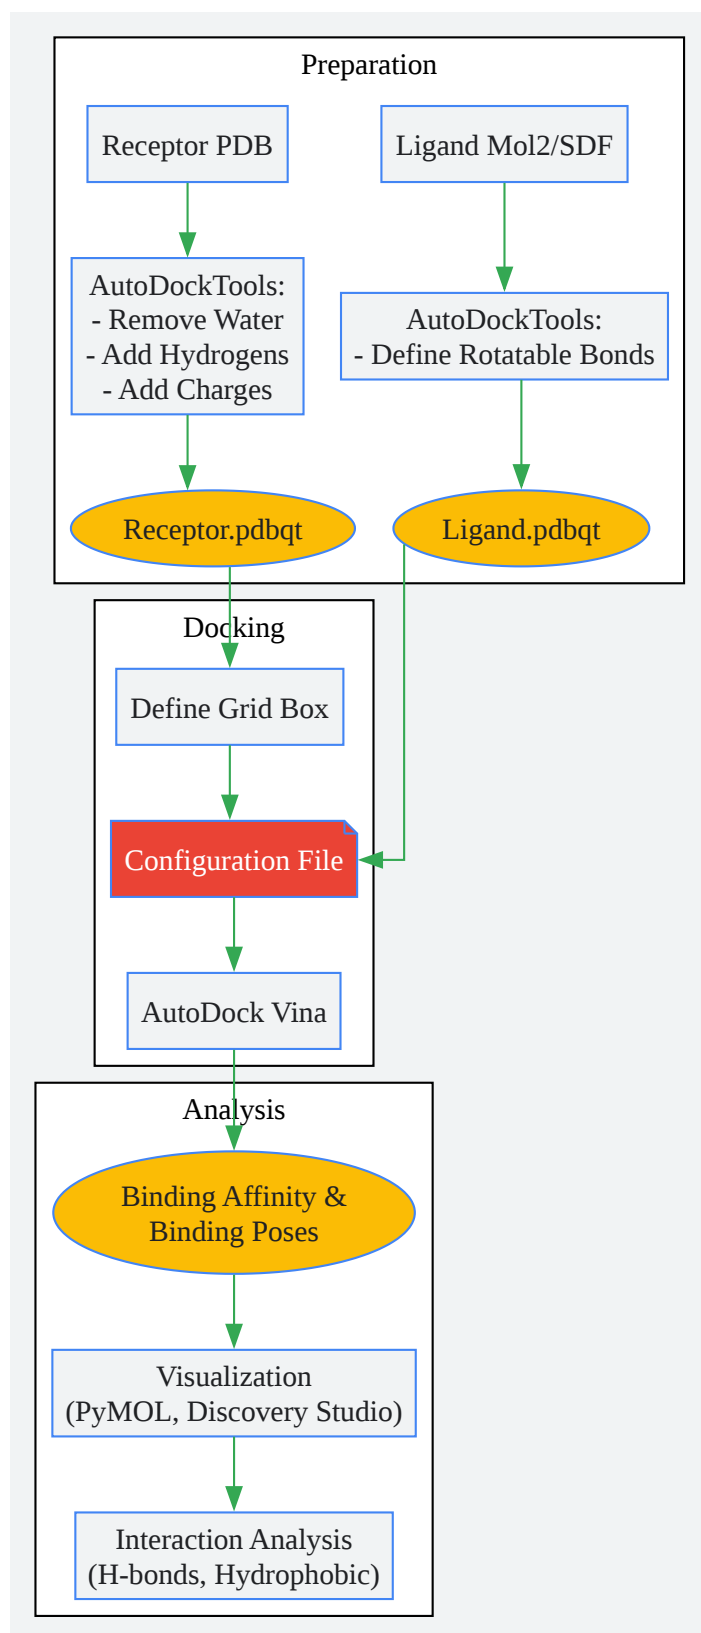 Preparation
Receptor PDB
Ligand Mol2/SDF
AutoDockTools:
- Remove Water
- Add Hydrogens
- Add Charges
AutoDockTools:
- Define Rotatable Bonds
Receptor.pdbqt
Ligand.pdbqt
Docking
Define Grid Box
Configuration File
AutoDock Vina
Analysis
Binding Affinity &
Binding Poses
Visualization
(PyMOL, Discovery Studio)
Interaction Analysis
(H-bonds, Hydrophobic)